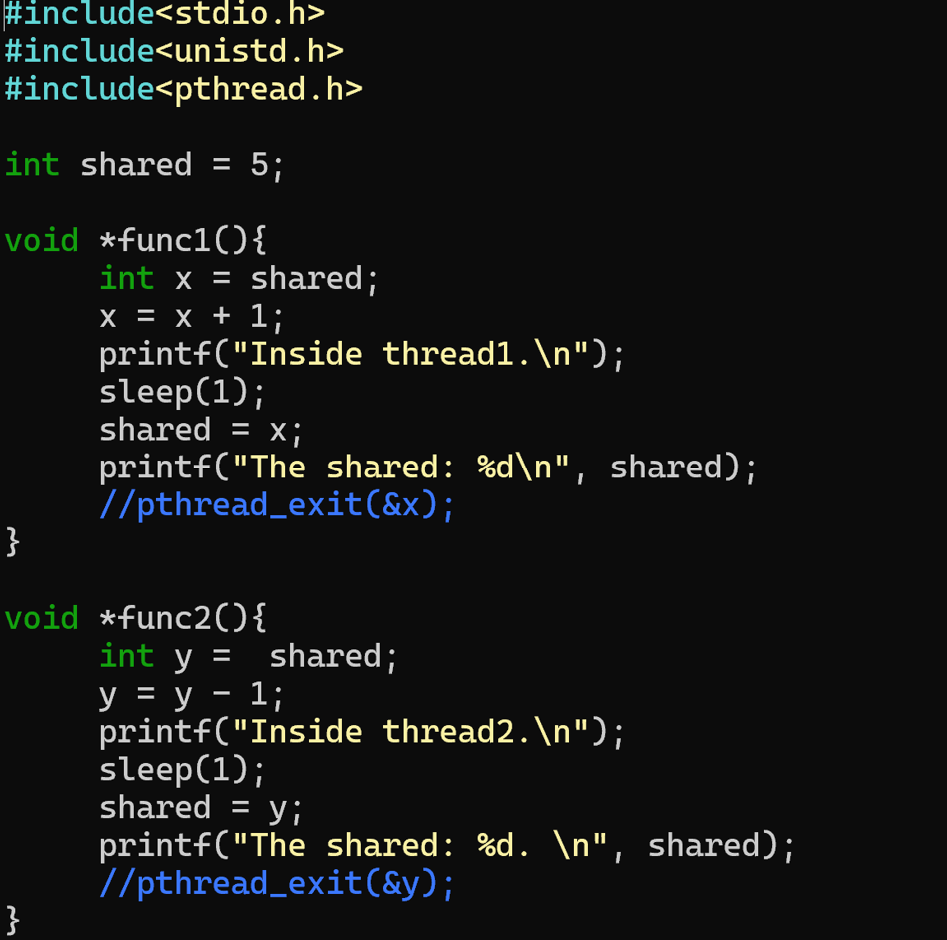 #include<stdio.h>
#include<unistd.h>
#include<pthread.h>

int shared = 5;

void *func1(){
     int x = shared;
     x = x + 1;
     printf("Inside thread1.\n");
     sleep(1);
     shared = x;
     printf("The shared: %d\n", shared);
     //pthread_exit(&x);
}

void *func2(){
     int y =  shared;
     y = y - 1;
     printf("Inside thread2.\n");
     sleep(1);
     shared = y;
     printf("The shared: %d. \n", shared);
     //pthread_exit(&y);
}